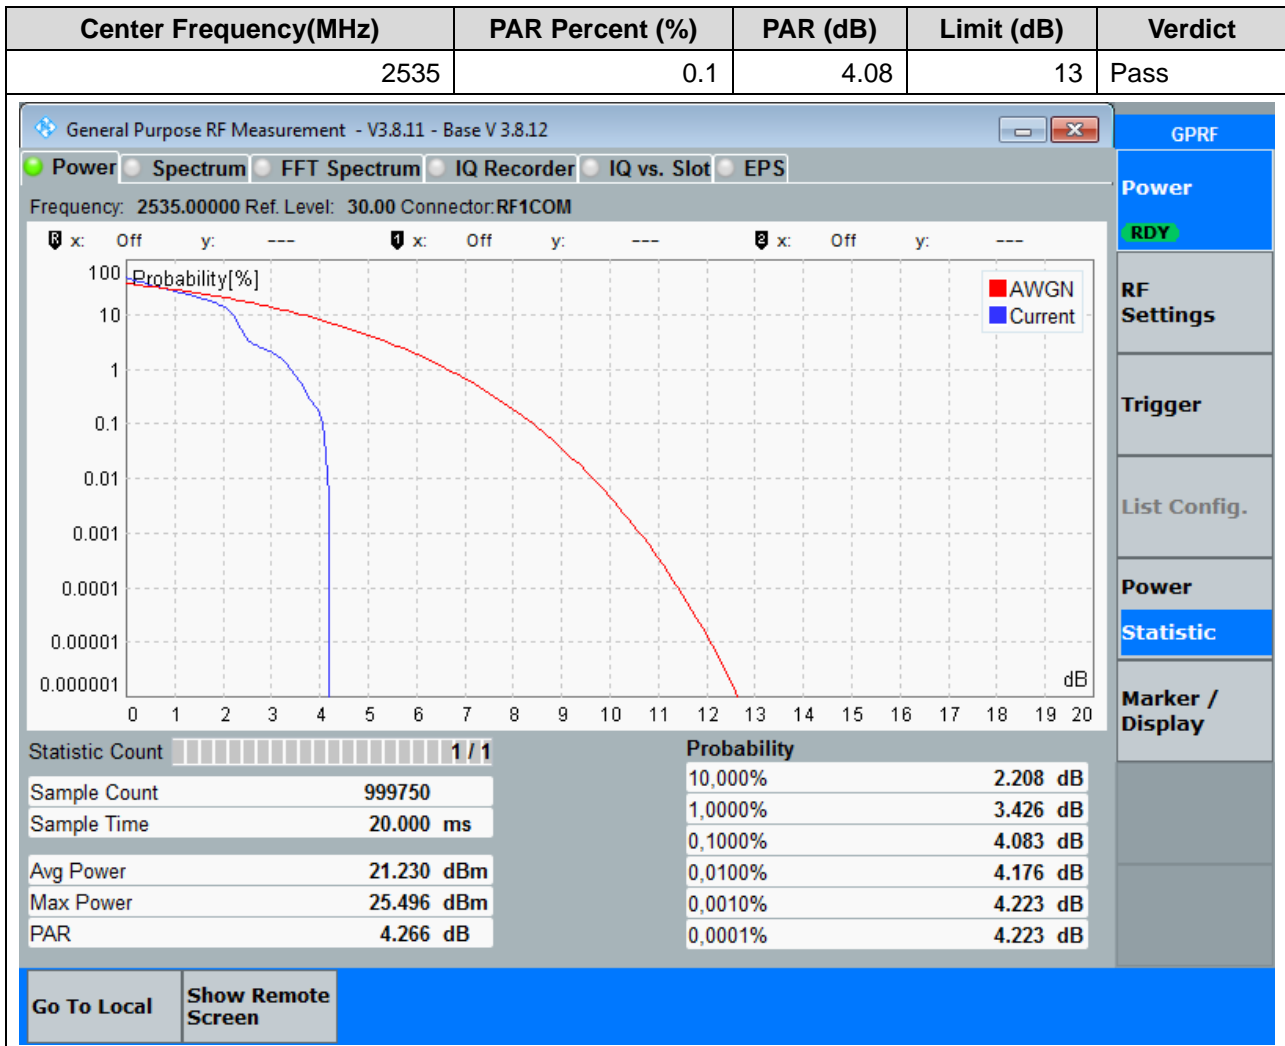 Center Frequency(MHz) PAR Percent (%) PAR (dB) Limit (dB) Verdict
2535 0.1 4.08 13 Pass
General Purpose RF Measurement - V3.8.11 - Base V 3.8.12
GPRF
Power Spectrum FFT Spectrum IQ Recorder IQ vs. Slot EPS
Power
RDY
Frequency: 2535.00000 Ref. Level: 30.00 Connector: RF1COM
R x: Off y: --- 1 x: Off y: --- 2 x: Off y: ---
Probability[%]
AWGN
Current
100
10
1
0.1
0.01
0.001
0.0001
0.00001
0.000001
dB
0 1 2 3 4 5 6 7 8 9 10 11 12 13 14 15 16 17 18 19 20
RF
Settings
Trigger
List Config.
Power
Statistic
Marker /
Display
Statistic Count 1 / 1
Sample Count 999750
Sample Time 20.000 ms
Avg Power 21.230 dBm
Max Power 25.496 dBm
PAR 4.266 dB
Probability
10,000% 2.208 dB
1,0000% 3.426 dB
0,1000% 4.083 dB
0,0100% 4.176 dB
0,0010% 4.223 dB
0,0001% 4.223 dB
Go To Local
Show Remote
Screen